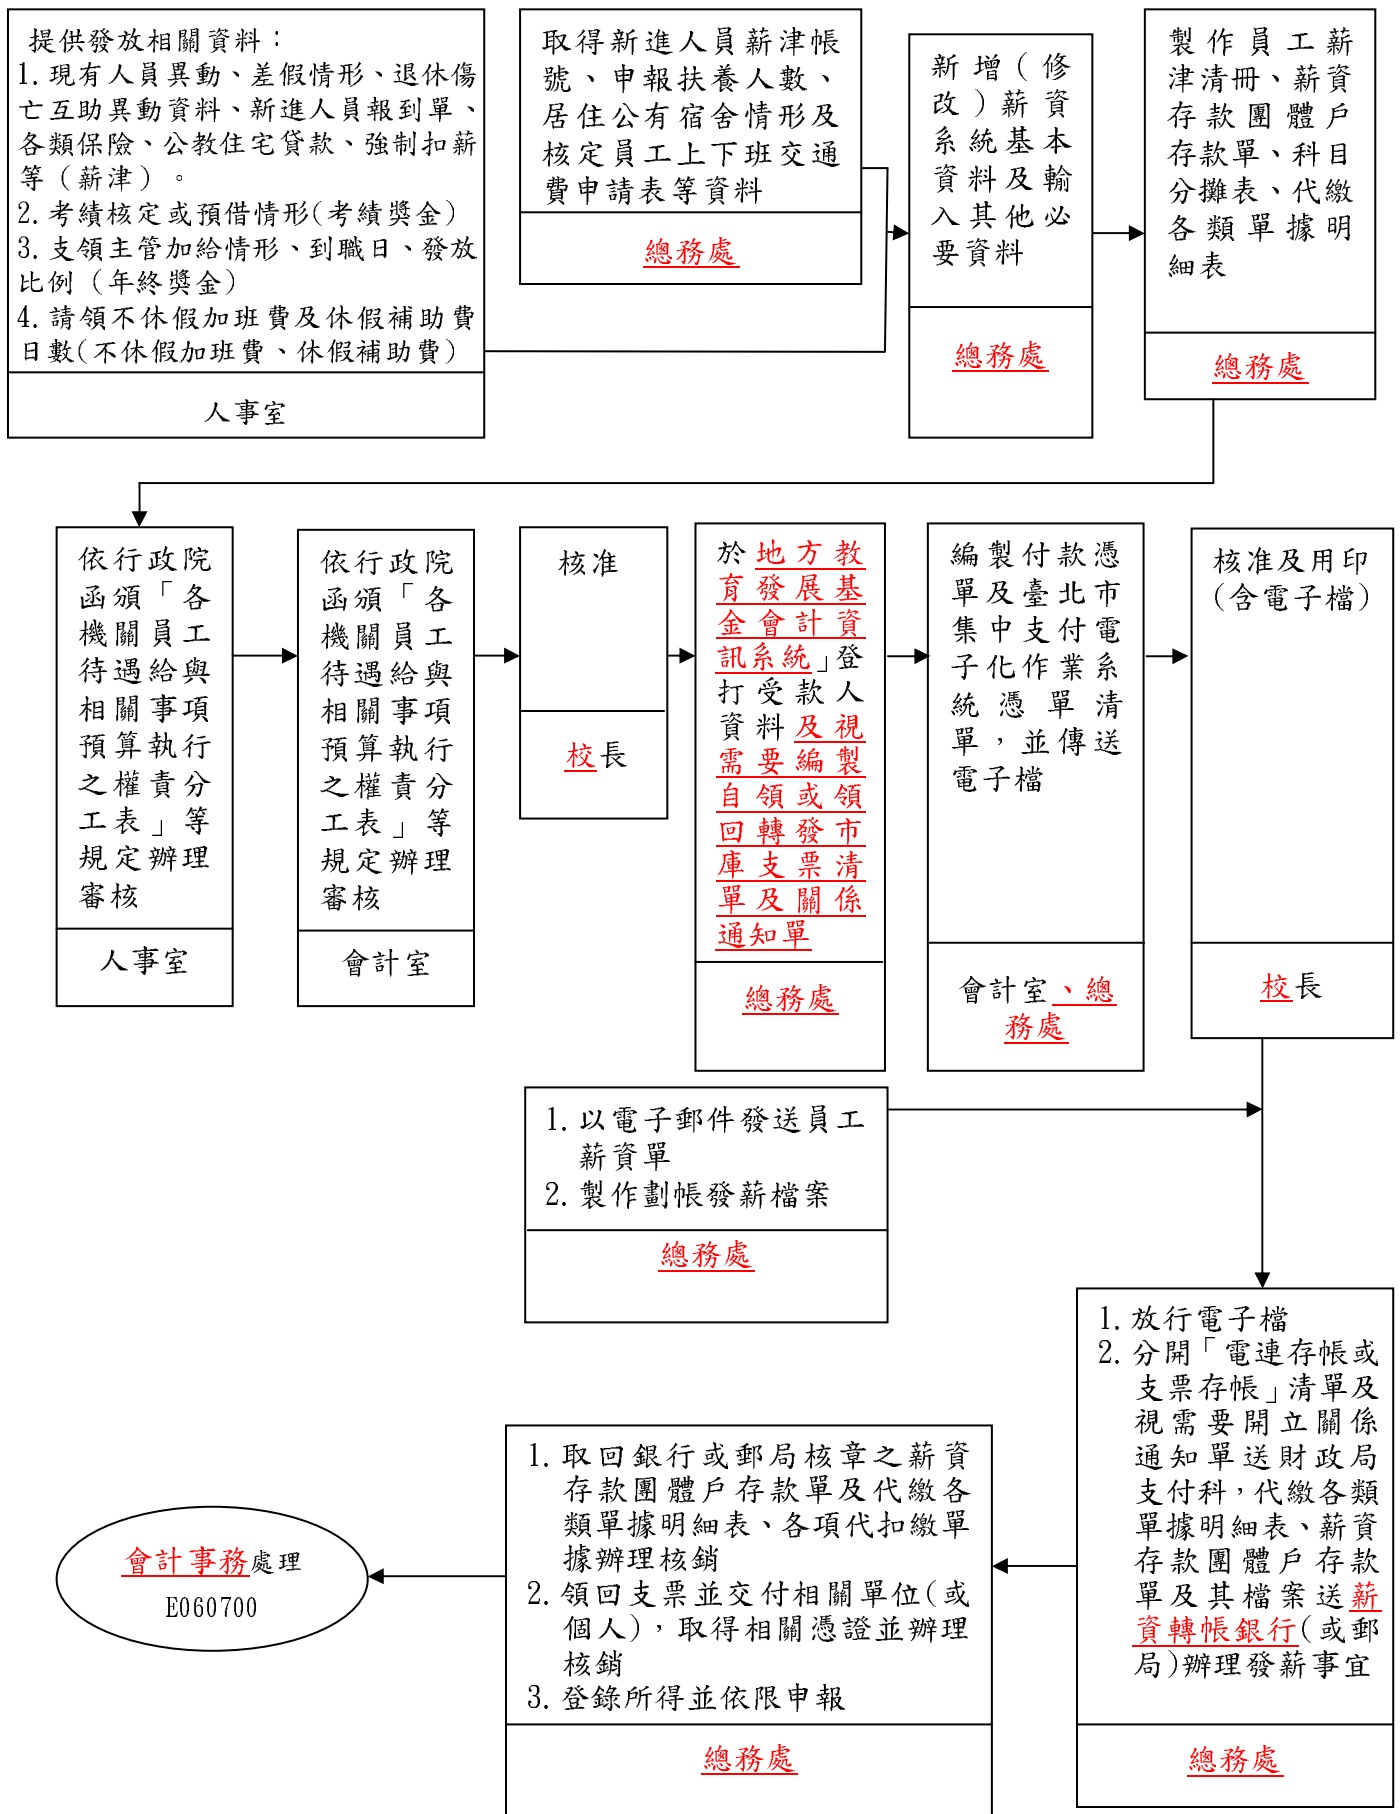 提供發放相關資料：
1.現有人員異動、差假情形、退休傷
亡互助異動資料、新進人員報到單、
各類保險、公教住宅貸款、強制扣薪
等（薪津）。
2.考績核定或預借情形(考績獎金)
3.支領主管加給情形、到職日、發放
比例（年終獎金)
4.請領不休假加班費及休假補助費
日數(不休假加班費、休假補助費)
人事室
取得新進人員薪津帳
號、申報扶養人數、
居住公有宿舍情形及
核定員工上下班交通
費申請表等資料
總務處
新增（修
改）薪資
系統基本
資料及輸
入其他必
要資料
總務處
製作員工薪
津清冊、薪資
存款團體戶
存款單、科目
分攤表、代繳
各類單據明
細表
總務處
依行政院
函頒「各
機關員工
待遇給與
相關事項
預算執行
之權責分
工表」等
規定辦理
審核
人事室
依行政院
函頒「各
機關員工
待遇給與
相關事項
預算執行
之權責分
工表」等
規定辦理
審核
會計室
核准
校長
於地方教
育發展基
金會計資
訊系統」登
打受款人
資料及視
需要編製
自領或領
回轉發市
庫支票清
單及關係
通知單
總務處
編製付款憑
單及臺北市
集中支付電
子化作業系
統憑單清
單，並傳送
電子檔
會計室、總
務處
核准及用印
(含電子檔)
校長
1.以電子郵件發送員工
薪資單
2.製作劃帳發薪檔案
總務處
1.放行電子檔
2.分開「電連存帳或
支票存帳」清單及
視需要開立關係
通知單送財政局
支付科，代繳各類
單據明細表、薪資
存款團體戶存款
單及其檔案送薪
資轉帳銀行(或郵
局)辦理發薪事宜
總務處
1.取回銀行或郵局核章之薪資
存款團體戶存款單及代繳各
類單據明細表、各項代扣繳單
據辦理核銷
2.領回支票並交付相關單位(或
個人)，取得相關憑證並辦理
核銷
3.登錄所得並依限申報
總務處
會計事務處理
E060700